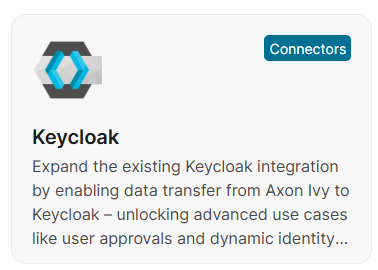 Connectors
Keycloak
Expand the existing Keycloak integration
by enabling data transfer from Axon Ivy to
Keycloak – unlocking advanced use cases
like user approvals and dynamic identity...